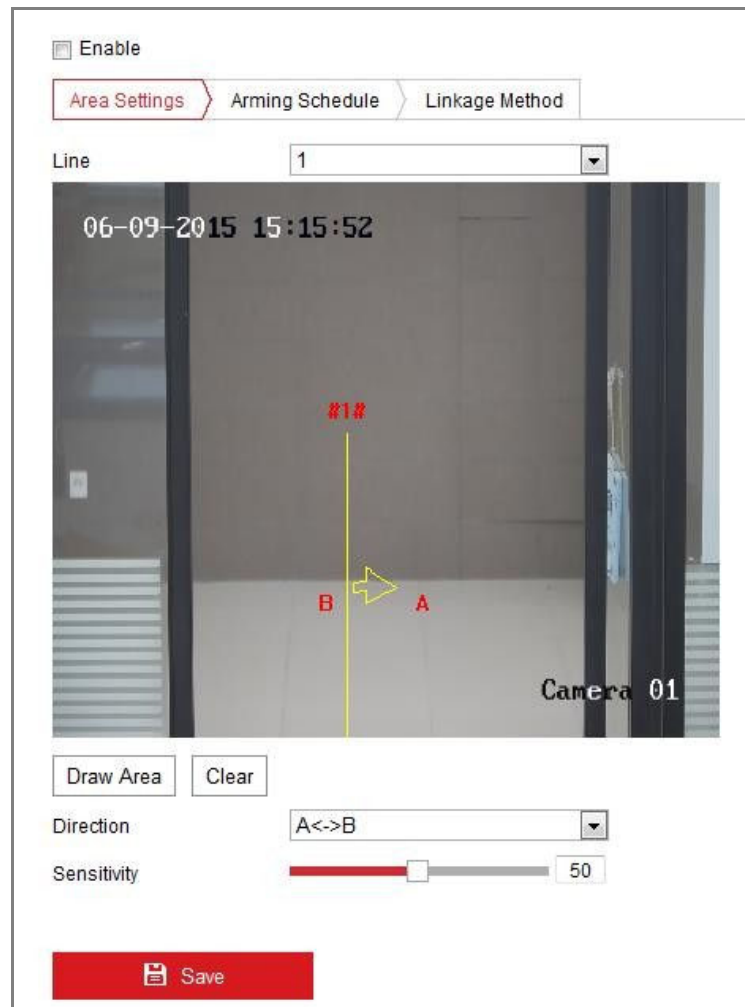 Enable
Area Settings Arming Schedule Linkage Method
Line 1
06-09-2015 15:15:52
#1#
B A
Camera 01
Draw Area Clear
Direction A<->B
Sensitivity 50
Save